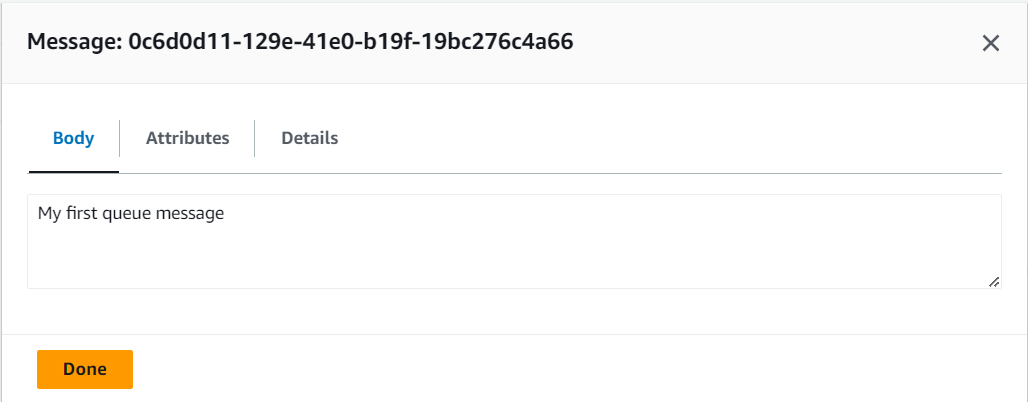 Message: 0c6d0d11-129e-41e0-b19f-19bc276c4a66
Body
Attributes
Details
My first queue message
Done